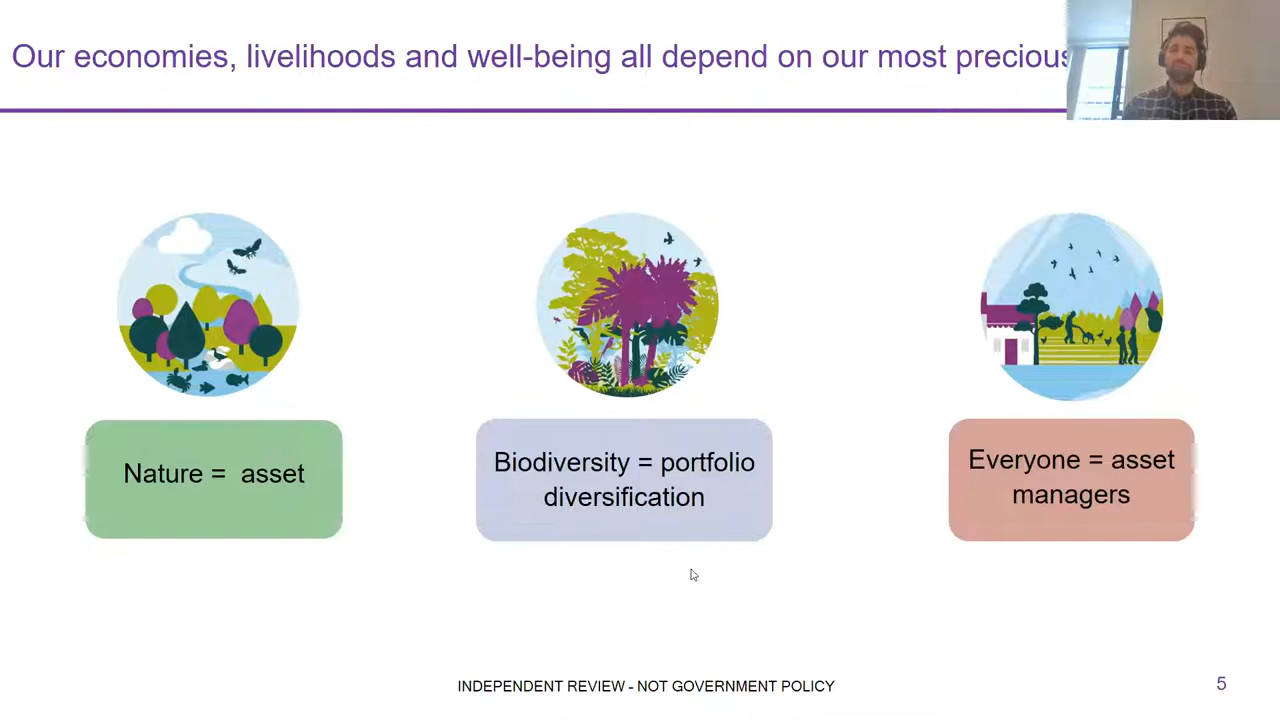 Our economies, livelihoods and well-being all depend on our most precious
Nature = asset
Biodiversity = portfolio
diversification
Everyone = asset
managers
INDEPENDENT REVIEW - NOT GOVERNMENT POLICY
5